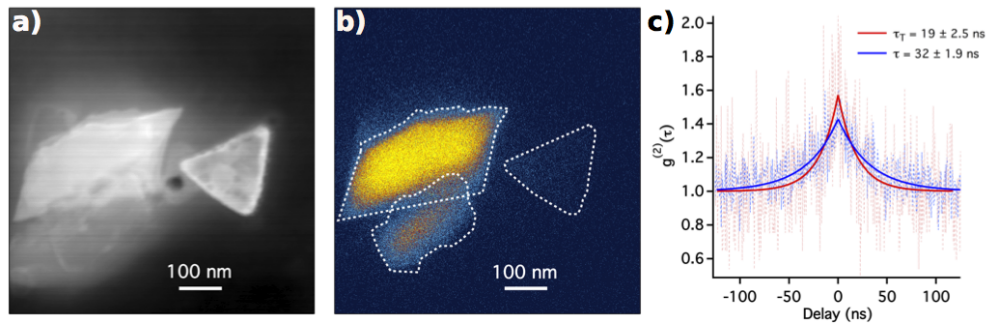 a)
100 nm
b)
100 nm
c)
g(2)(τ)
2.0
1.8
1.6
1.4
1.2
1.0
0.8
0.6
-100 -50 0 50 100
Delay (ns)
τT = 19 ± 2.5 ns
τ = 32 ± 1.9 ns